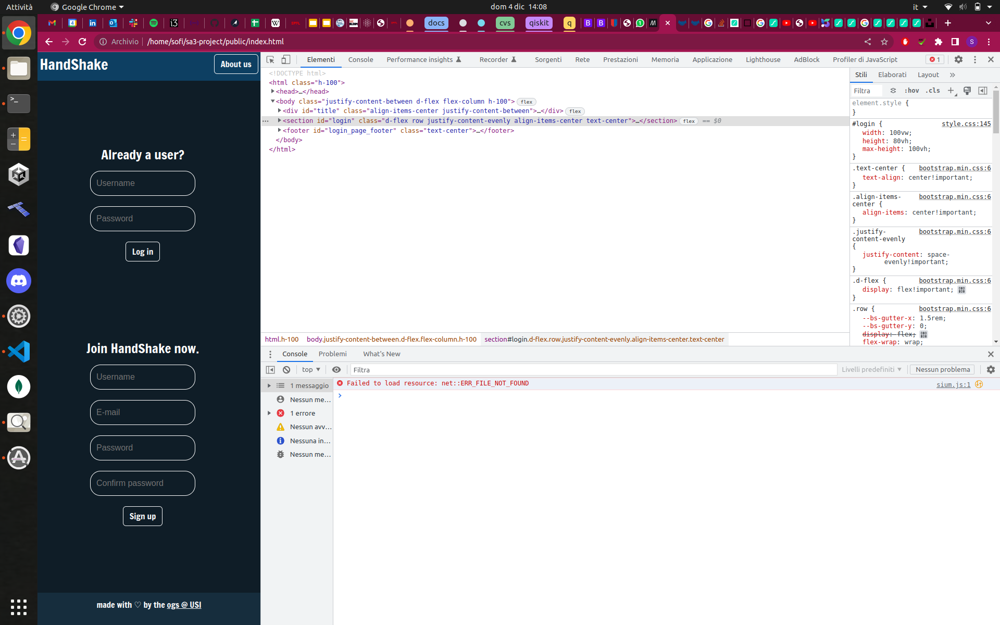 Attività
Google Chrome
dom 4 dic 14:08
it
docs
cvs
qiskit
q
Archivio
/home/sofi/sa3-project/public/index.html
S
HandShake
About us
Already a user?
Username
Password
Log in
Join HandShake now.
Username
E-mail
Password
Confirm password
Sign up
made with ♡ by the ogs @ USI
Elementi
Console
Performance insights
Recorder
Sorgenti
Rete
Prestazioni
Memoria
Applicazione
Lighthouse
AdBlock
Profiler di JavaScript
1
<!DOCTYPE html>
<html class="h-100">
<head>…</head>
<body class="justify-content-between d-flex flex-column h-100"> flex
<div id="title" class="align-items-center justify-content-between">…</div> flex
<section id="login" class="d-flex row justify-content-evenly align-items-center text-center">…</section> flex == $0
<footer id="login_page_footer" class="text-center">…</footer>
</body>
</html>
html.h-100
body.justify-content-between.d-flex.flex-column.h-100
section#login.d-flex.row.justify-content-evenly.align-items-center.text-center
Stili
Elaborati
Layout
Filtra
:hov
.cls
element.style {
}
#login { style.css:145
width: 100vw;
height: 80vh;
max-height: 100vh;
}
.text-center { bootstrap.min.css:6
text-align: center!important;
}
.align-items- bootstrap.min.css:6
center {
align-items: center!important;
}
.justify- bootstrap.min.css:6
content-evenly
{
justify-content: space-
evenly!important;
}
.d-flex { bootstrap.min.css:6
display: flex!important;
}
.row { bootstrap.min.css:6
--bs-gutter-x: 1.5rem;
--bs-gutter-y: 0;
display: flex;
flex-wrap: wrap;
Console
Problemi
What's New
top
Filtra
Livelli predefiniti
Nessun problema
1 messaggio
Nessun me…
1 errore
Nessun avv…
Nessuna in…
Nessun me…
Failed to load resource: net::ERR_FILE_NOT_FOUND
sium.js:1